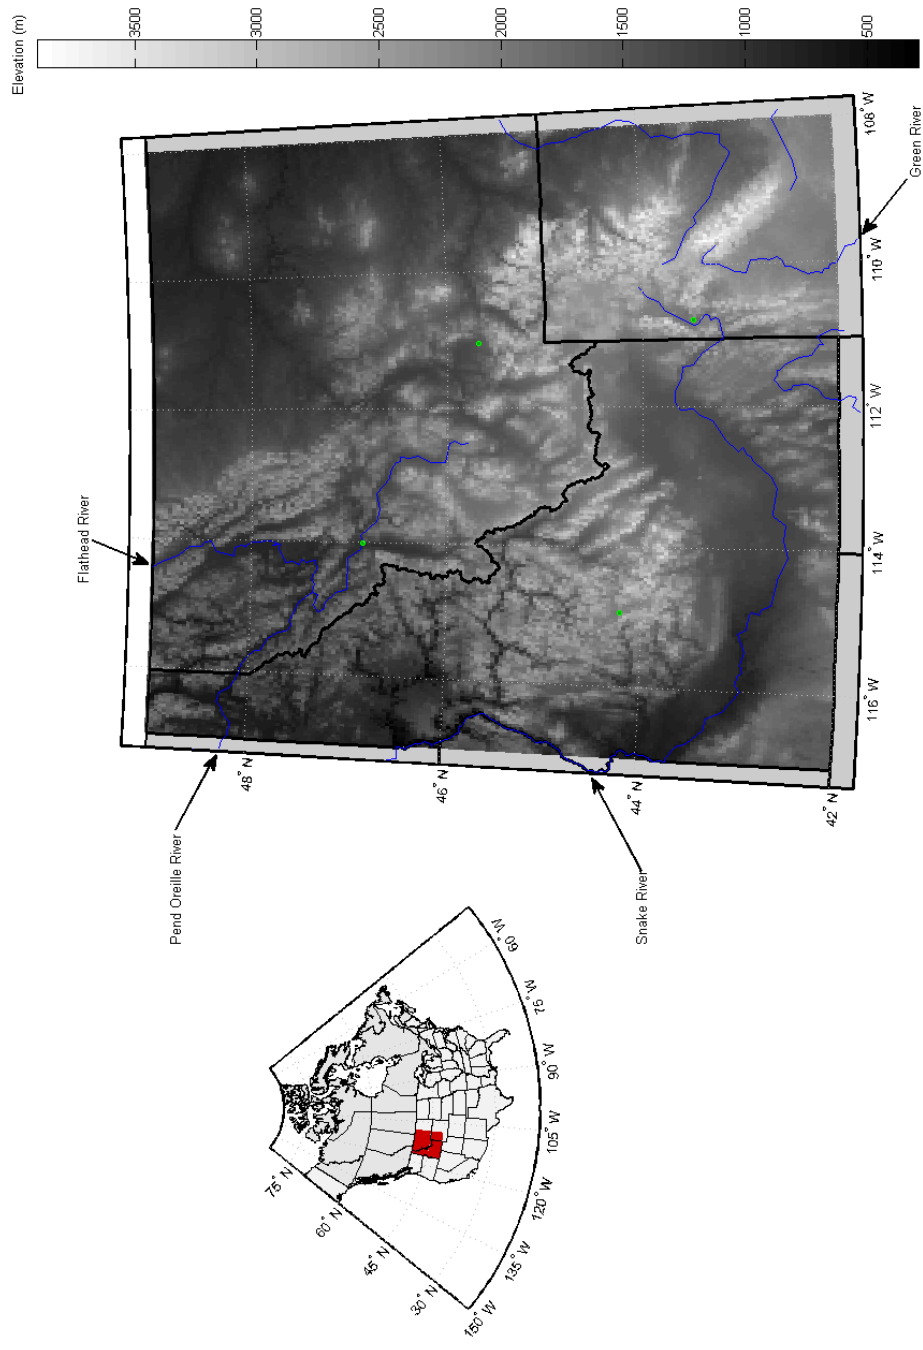 Elevation (m)
3500
3000
2500
2000
1500
1000
500
Flathead River
Pend Oreille River
Snake River
Green River
48° N
46° N
44° N
42° N
116° W
114° W
112° W
110° W
108° W
75° N
60° N
45° N
30° N
150° W
135° W
120° W
105° W
90° W
75° W
60° W